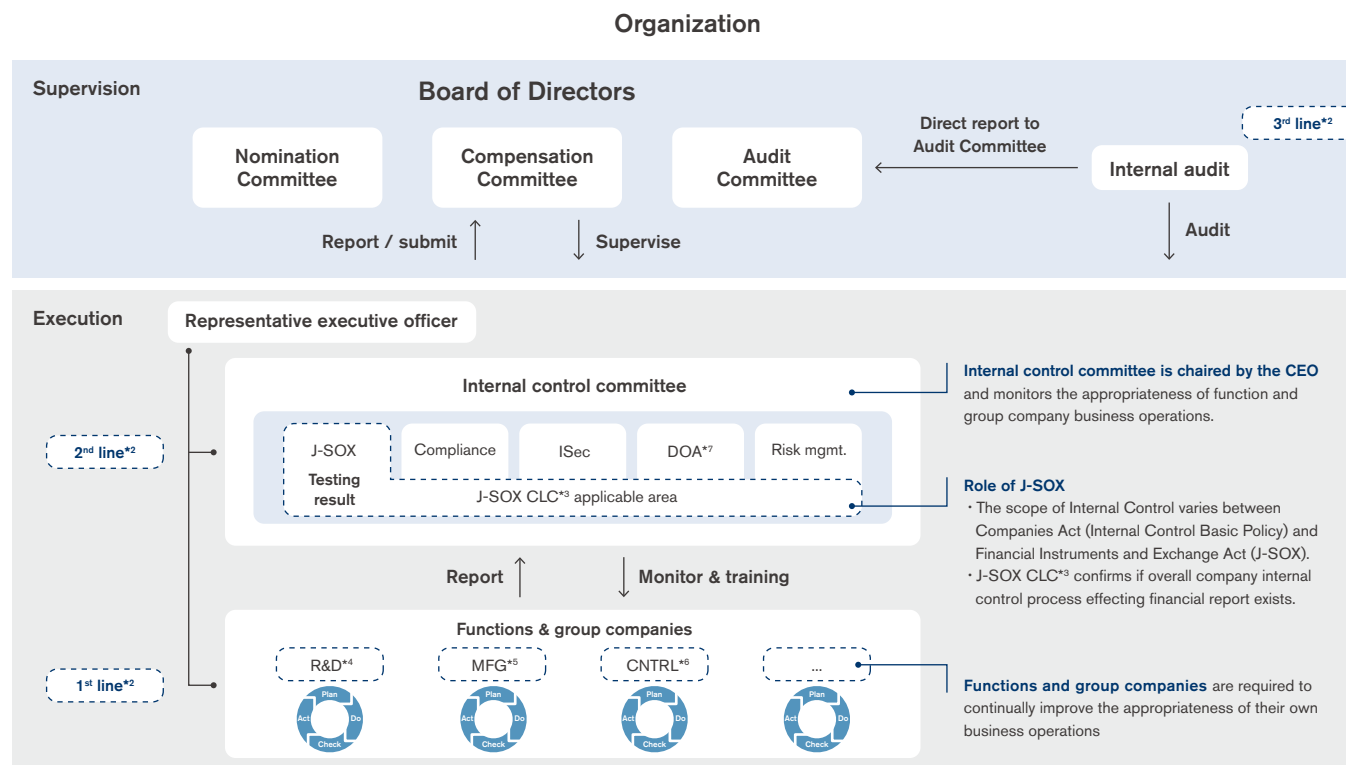 Organization
Supervision
Board of Directors
Nomination
Committee
Compensation
Committee
Audit
Committee
Direct report to
Audit Committee
3rd line*2
Internal audit
Report / submit
Supervise
Audit
Execution
Representative executive officer
Internal control committee
Internal control committee is chaired by the CEO
and monitors the appropriateness of function and
group company business operations.
2nd line*2
J-SOX
Testing
result
Compliance
ISec
DOA*7
Risk mgmt.
J-SOX CLC*3 applicable area
Role of J-SOX
・The scope of Internal Control varies between
Companies Act (Internal Control Basic Policy) and
Financial Instruments and Exchange Act (J-SOX).
・J-SOX CLC*3 confirms if overall company internal
control process effecting financial report exists.
Report
Monitor & training
Functions & group companies
1st line*2
R&D*4
MFG*5
CNTRL*6
...
Plan
Act
Do
Check
Plan
Act
Do
Check
Plan
Act
Do
Check
Plan
Act
Do
Check
Functions and group companies are required to
continually improve the appropriateness of their own
business operations